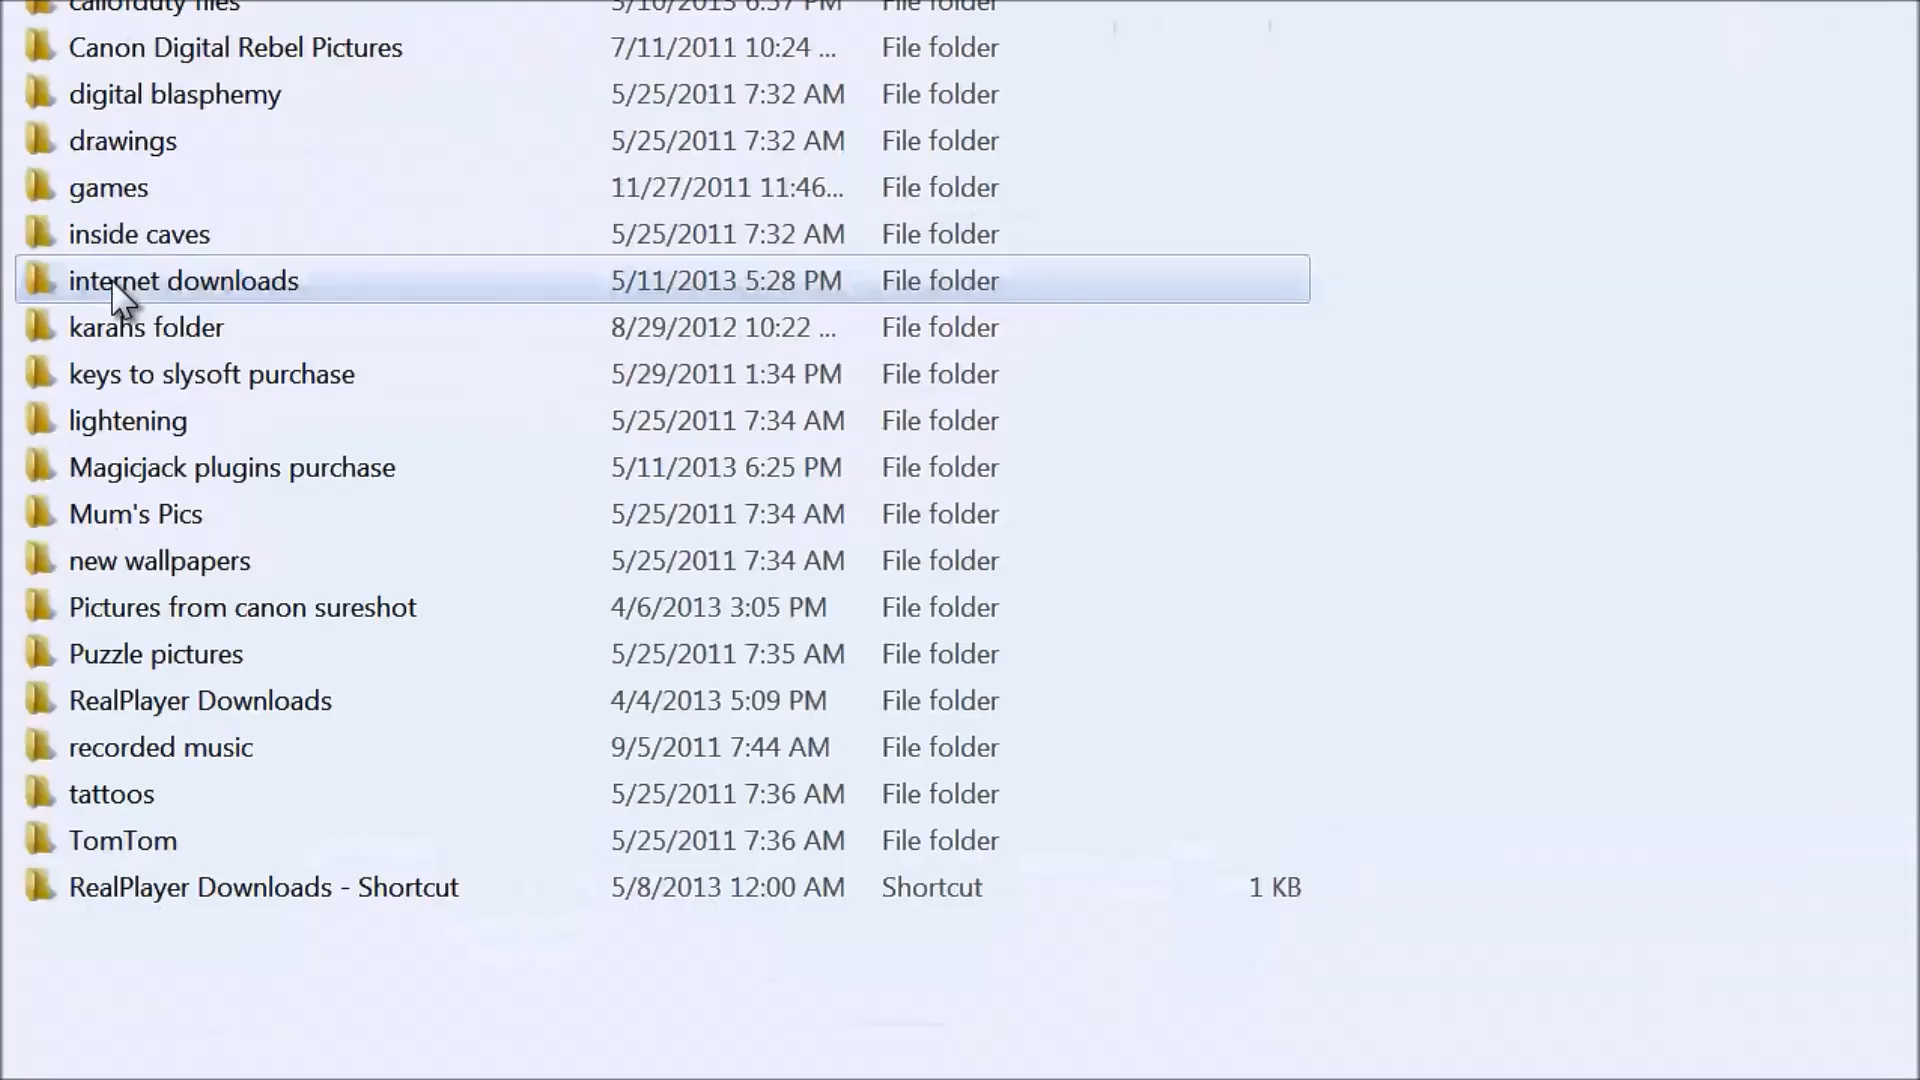 callofduty files 5/10/2013 6:57 PM File folder
Canon Digital Rebel Pictures 7/11/2011 10:24 ... File folder
digital blasphemy 5/25/2011 7:32 AM File folder
drawings 5/25/2011 7:32 AM File folder
games 11/27/2011 11:46... File folder
inside caves 5/25/2011 7:32 AM File folder
internet downloads 5/11/2013 5:28 PM File folder
karahs folder 8/29/2012 10:22 ... File folder
keys to slysoft purchase 5/29/2011 1:34 PM File folder
lightening 5/25/2011 7:34 AM File folder
Magicjack plugins purchase 5/11/2013 6:25 PM File folder
Mum's Pics 5/25/2011 7:34 AM File folder
new wallpapers 5/25/2011 7:34 AM File folder
Pictures from canon sureshot 4/6/2013 3:05 PM File folder
Puzzle pictures 5/25/2011 7:35 AM File folder
RealPlayer Downloads 4/4/2013 5:09 PM File folder
recorded music 9/5/2011 7:44 AM File folder
tattoos 5/25/2011 7:36 AM File folder
TomTom 5/25/2011 7:36 AM File folder
RealPlayer Downloads - Shortcut 5/8/2013 12:00 AM Shortcut 1 KB